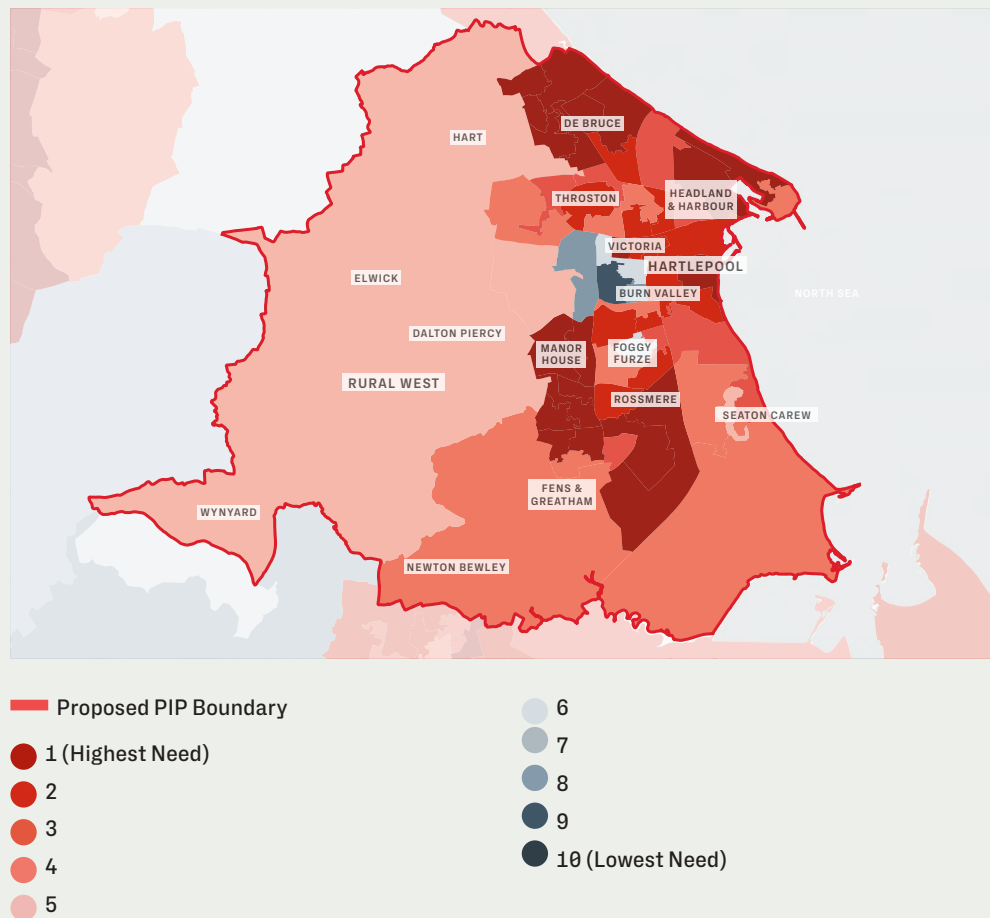 DE BRUCE
HART
THROSTON
HEADLAND
& HARBOUR
VICTORIA
HARTLEPOOL
ELWICK
BURN VALLEY
NORTH SEA
DALTON PIERCY
MANOR
HOUSE
FOGGY
FURZE
RURAL WEST
ROSSMERE
SEATON CAREW
FENS &
GREATHAM
WYNYARD
NEWTON BEWLEY
Proposed PIP Boundary
1 (Highest Need)
2
3
4
5
6
7
8
9
10 (Lowest Need)